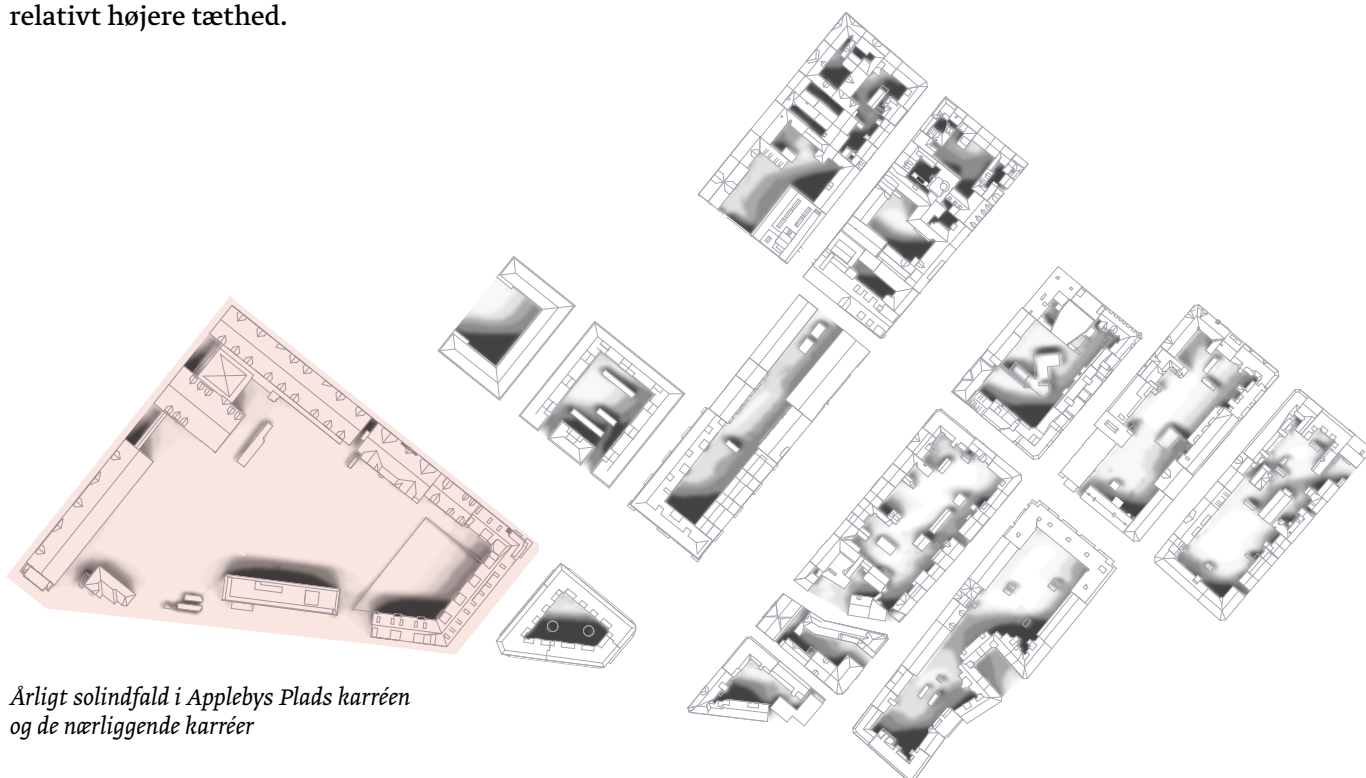 relativt højere tæthed.
Årligt solindfald i Applebys Plads karréen
og de nærliggende karréer